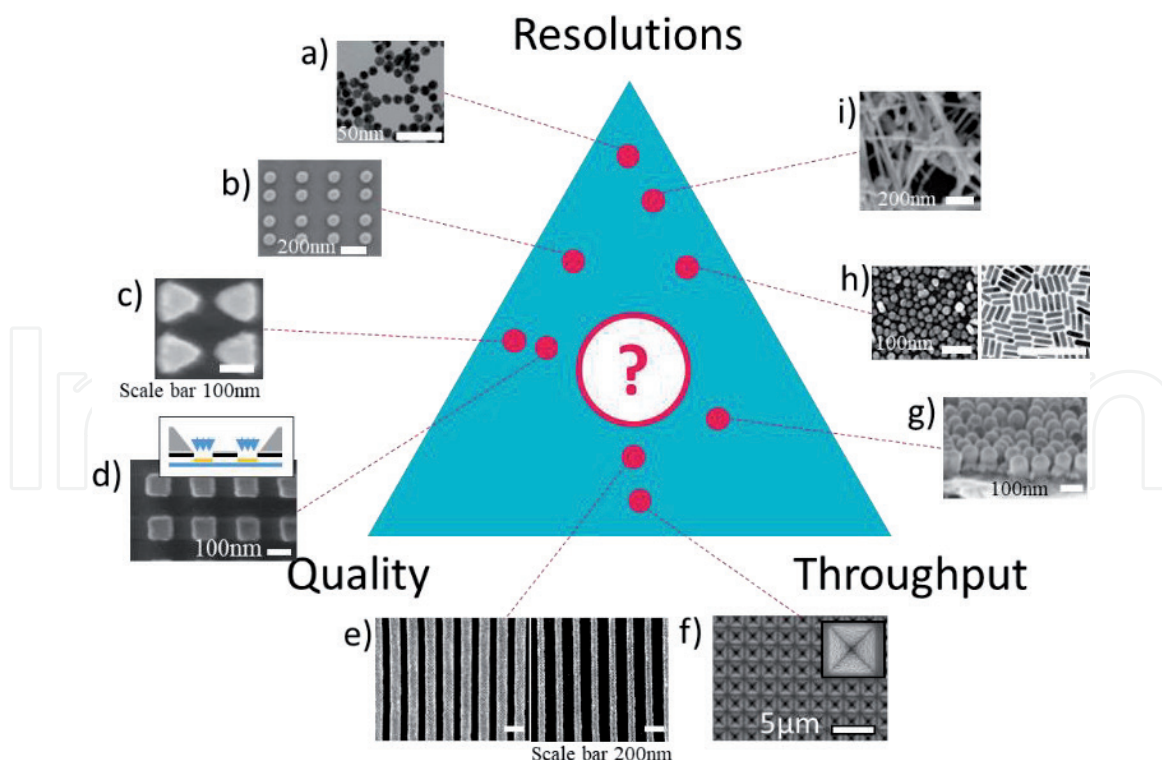 Resolutions
a)
50nm
i)
200nm
b)
200nm
h)
100nm
c)
Scale bar 100nm
?
g)
100nm
d)
100nm
Quality
Throughput
e)
Scale bar 200nm
f)
5µm